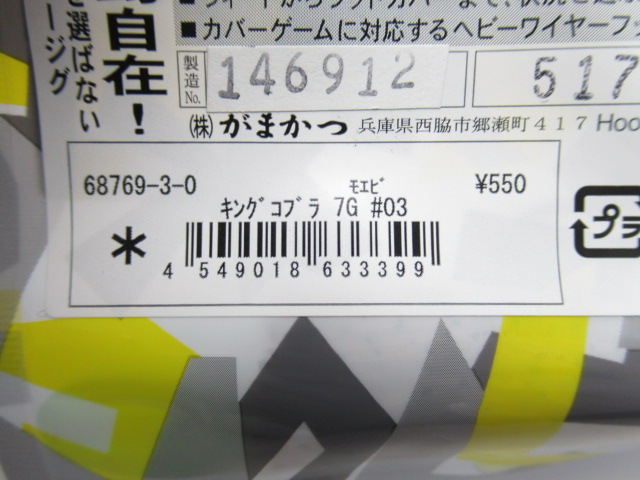 自在！
を選ばない
ージグ
■カバーゲームに対応するヘビーワイヤーフ
製造No. 146912
517
(株) がまかつ 兵庫県西脇市郷瀬町417 Hoo
68769-3-0 モエビ ¥550
キングコブラ 7G #03
*
4 549018 633399
プラ